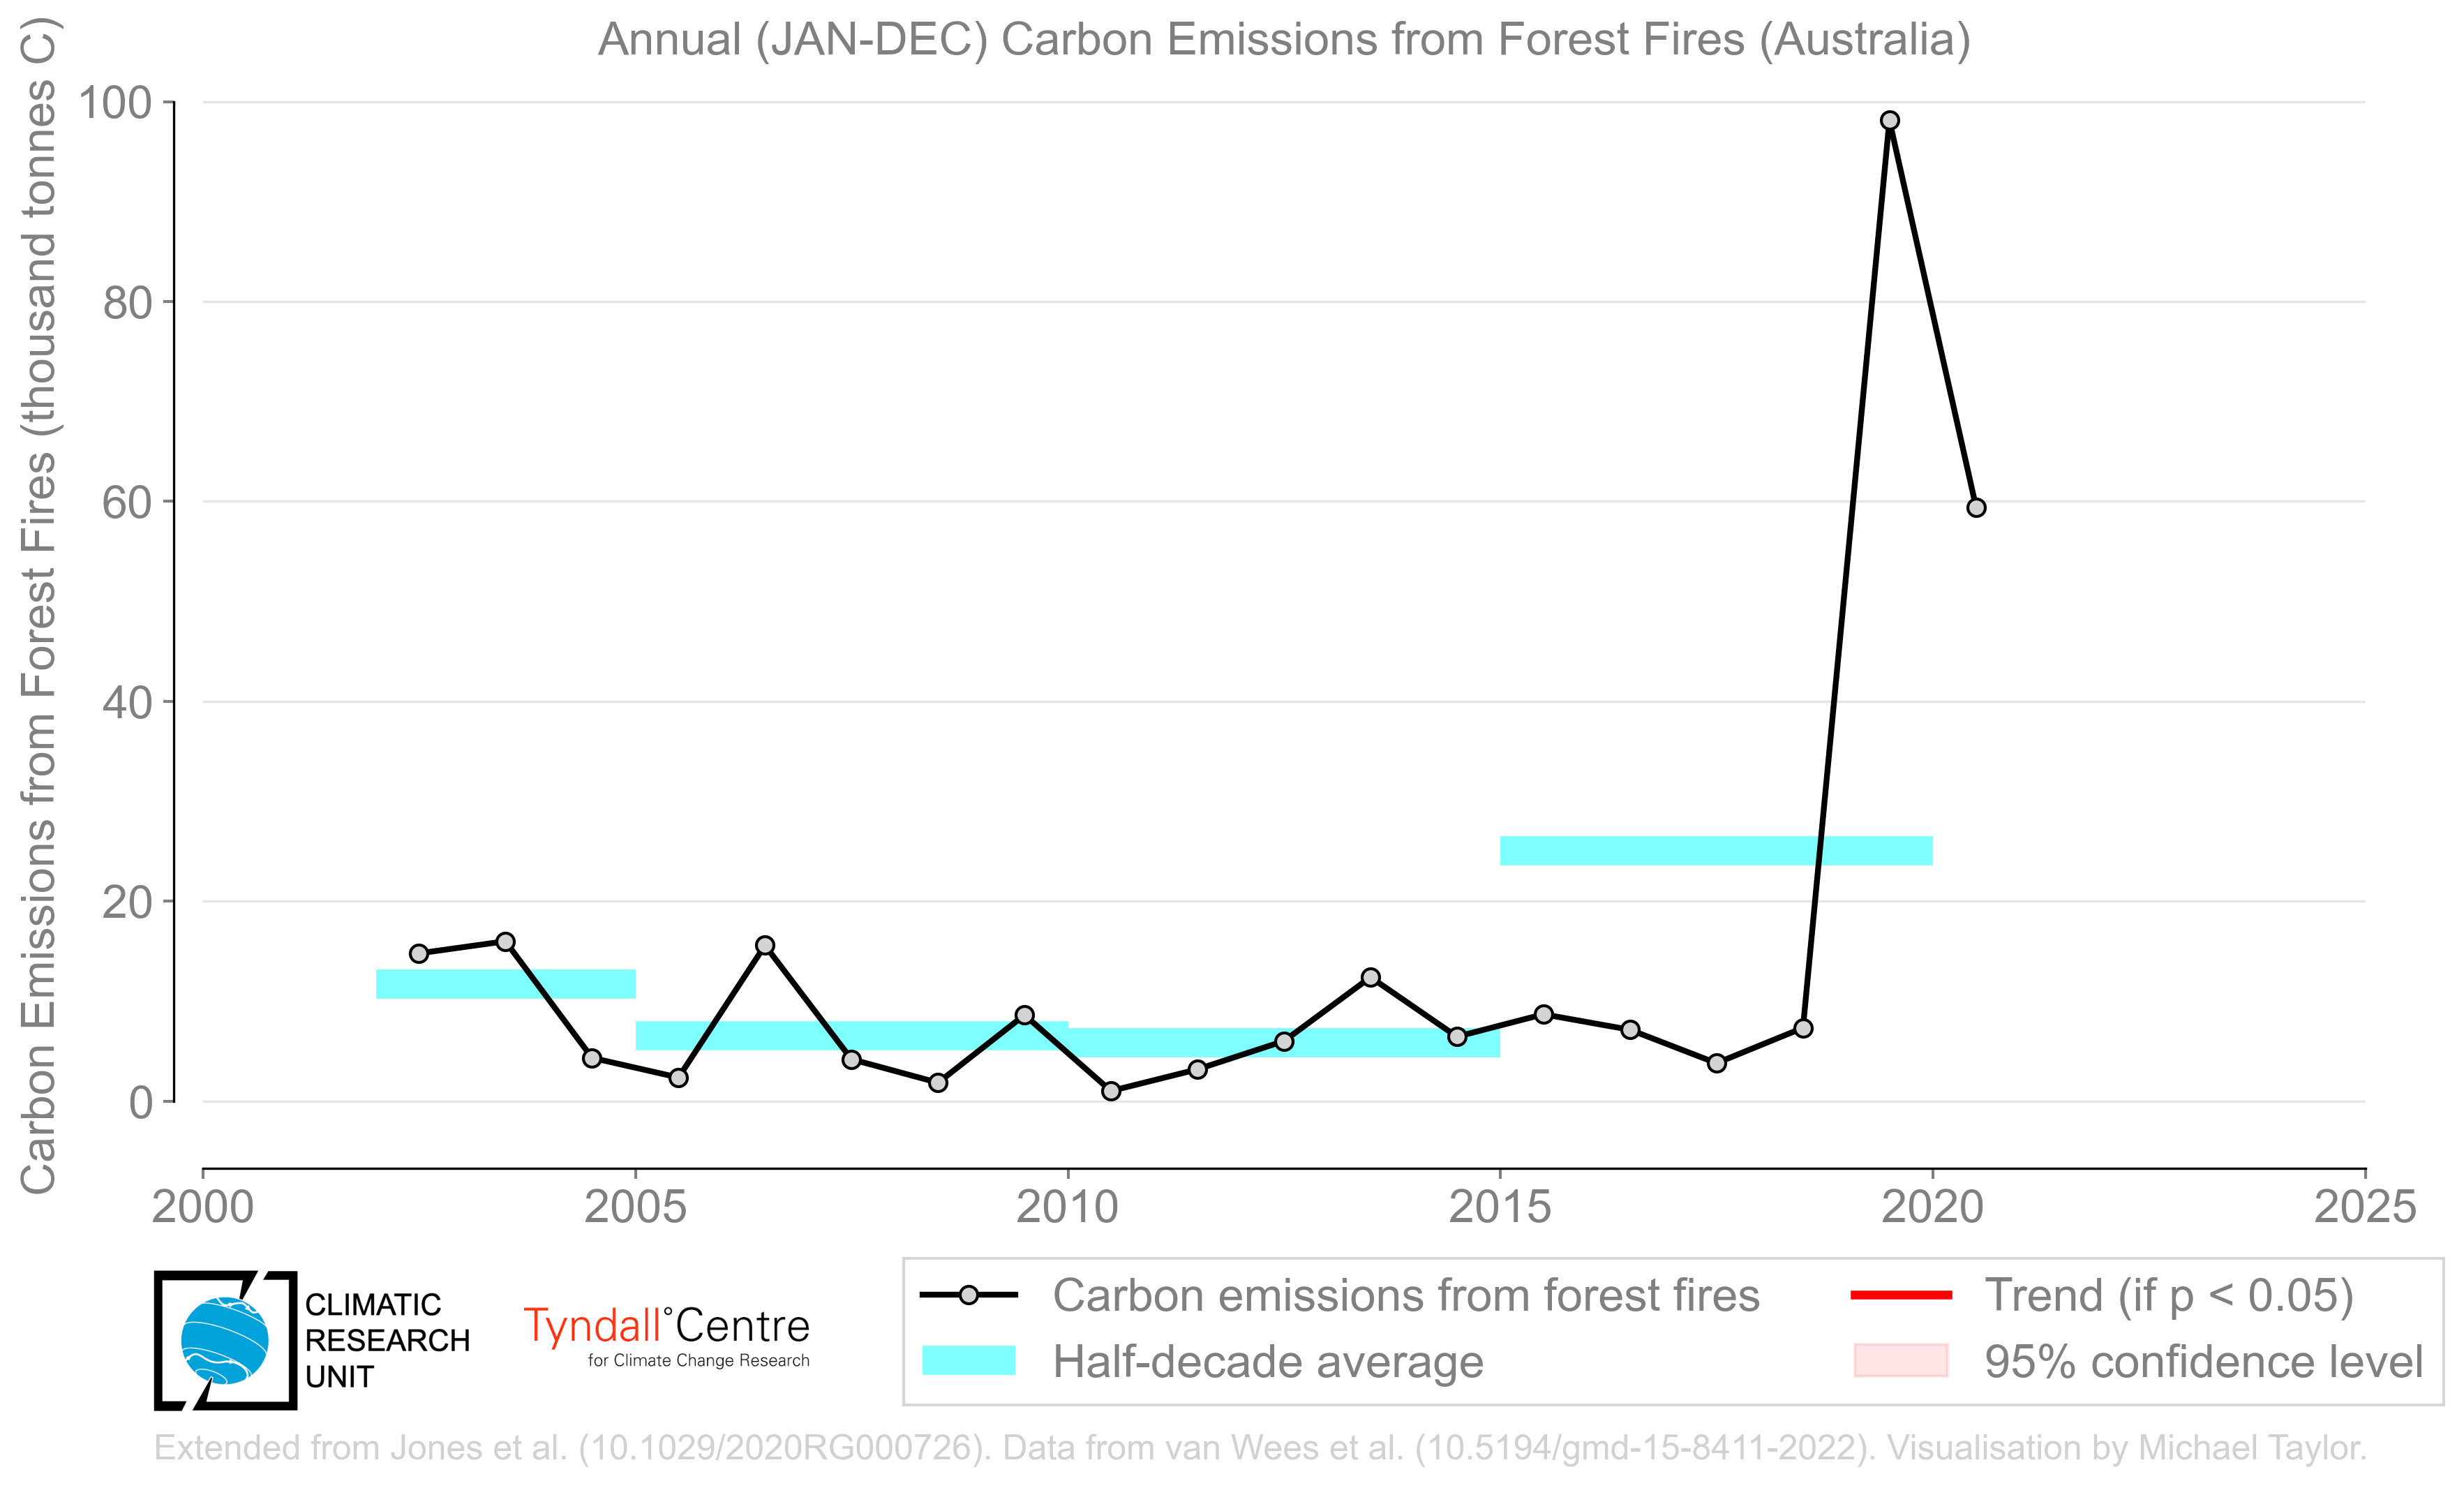 Annual (JAN-DEC) Carbon Emissions from Forest Fires (Australia)
Carbon Emissions from Forest Fires (thousand tonnes C)
100
80
60
40
20
0
2000 2005 2010 2015 2020 2025
CLIMATIC
RESEARCH
UNIT
Tyndall°Centre
for Climate Change Research
Carbon emissions from forest fires
Half-decade average
Trend (if p < 0.05)
95% confidence level
Extended from Jones et al. (10.1029/2020RG000726). Data from van Wees et al. (10.5194/gmd-15-8411-2022). Visualisation by Michael Taylor.